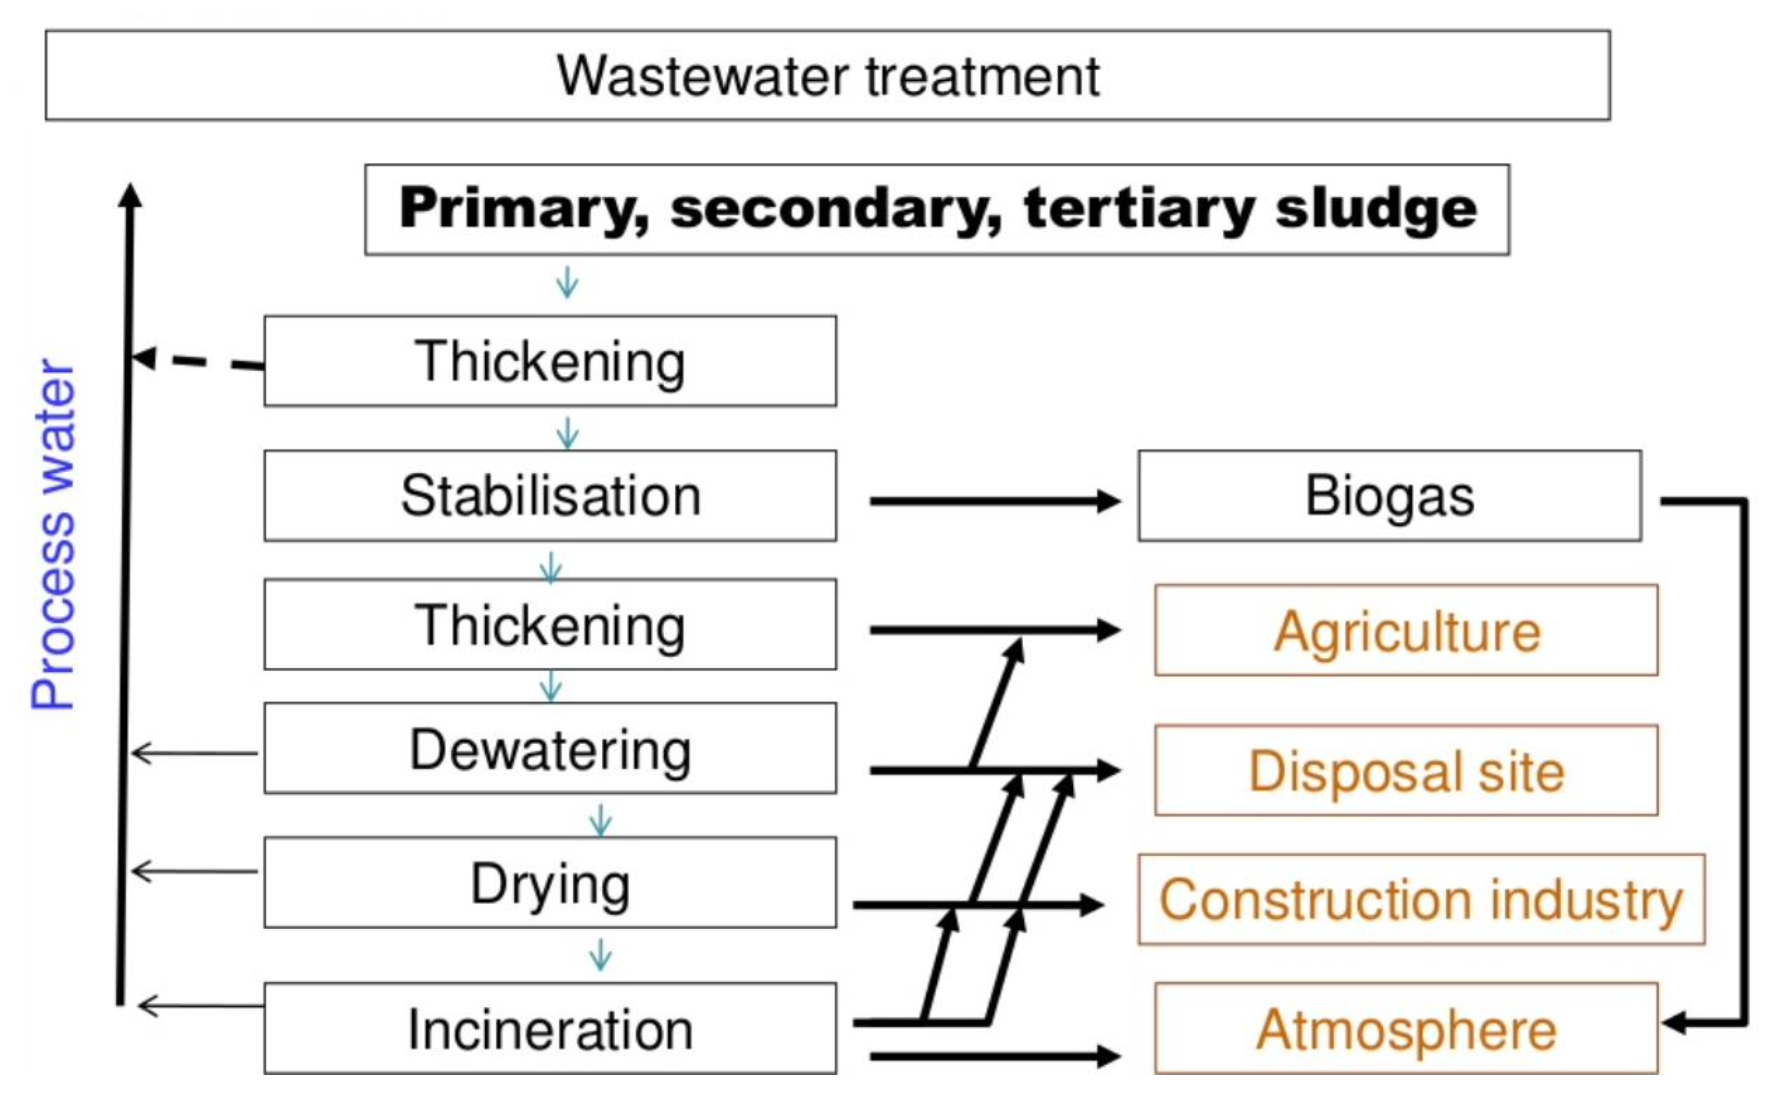 Wastewater treatment
Primary, secondary, tertiary sludge
Process water
Thickening
Stabilisation
Biogas
Thickening
Agriculture
Dewatering
Disposal site
Drying
Construction industry
Incineration
Atmosphere